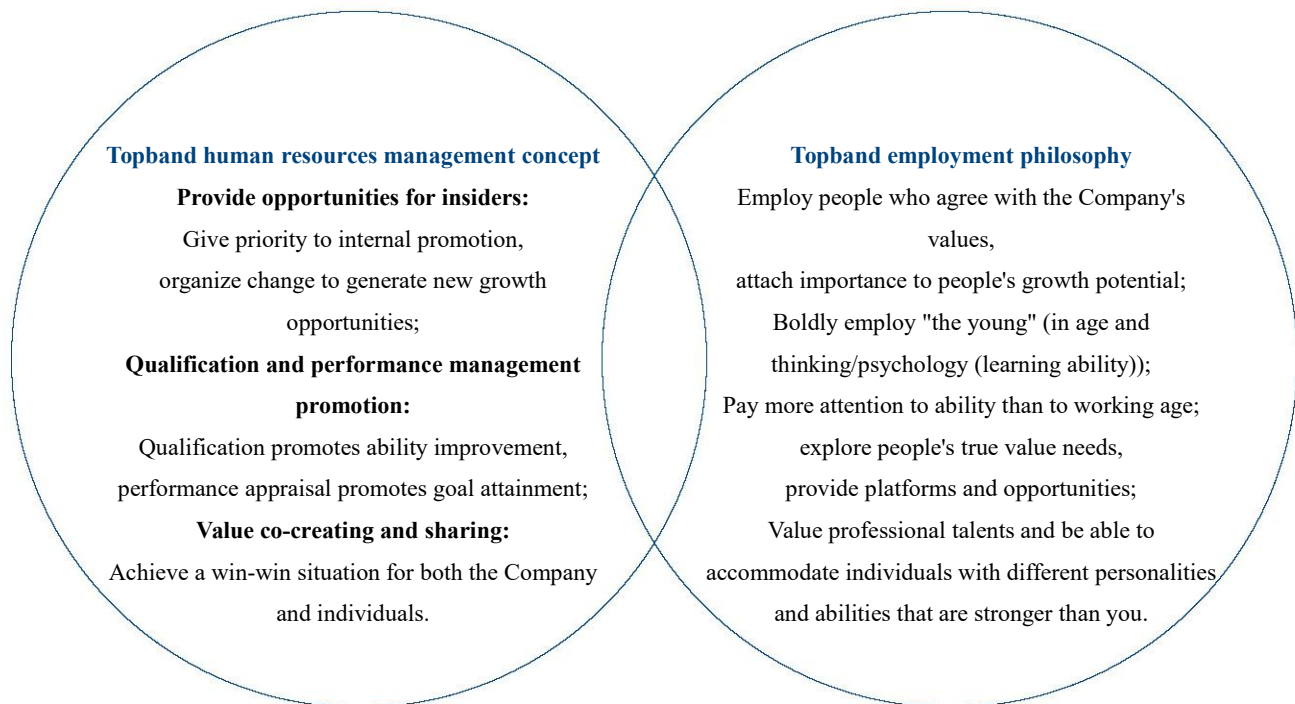 Topband human resources management concept
Provide opportunities for insiders:
Give priority to internal promotion,
organize change to generate new growth
opportunities;
Qualification and performance management
promotion:
Qualification promotes ability improvement,
performance appraisal promotes goal attainment;
Value co-creating and sharing:
Achieve a win-win situation for both the Company
and individuals.
Topband employment philosophy
Employ people who agree with the Company's
values,
attach importance to people's growth potential;
Boldly employ "the young" (in age and
thinking/psychology (learning ability));
Pay more attention to ability than to working age;
explore people's true value needs,
provide platforms and opportunities;
Value professional talents and be able to
accommodate individuals with different personalities
and abilities that are stronger than you.